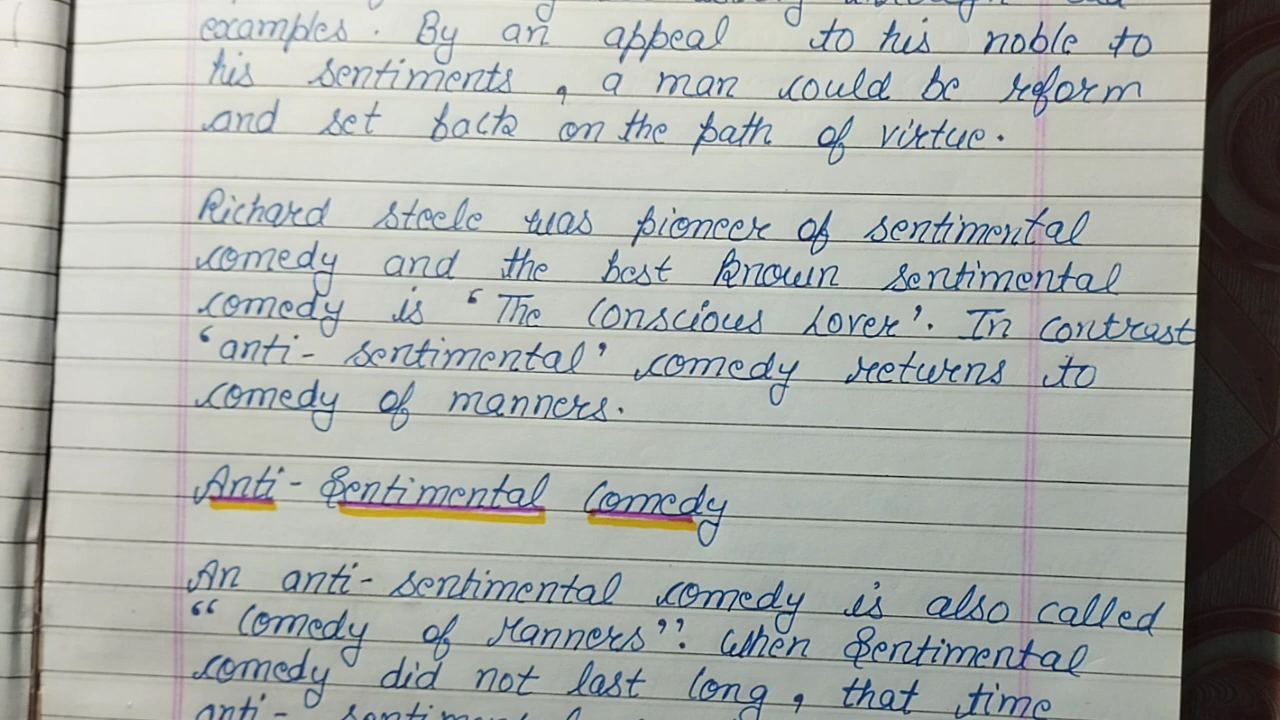 examples. By an appeal to his noble to
his sentiments, a man could be reform
and set back on the path of virtue.
Richard steele was pioneer of sentimental
comedy and the best known sentimental
comedy is 'The Conscious Lover'. In contrast
'anti-sentimental' comedy returns to
comedy of manners.
Anti-Sentimental Comedy
An anti-sentimental comedy is also called
"Comedy of Manners". When Sentimental
comedy did not last long, that time
anti-